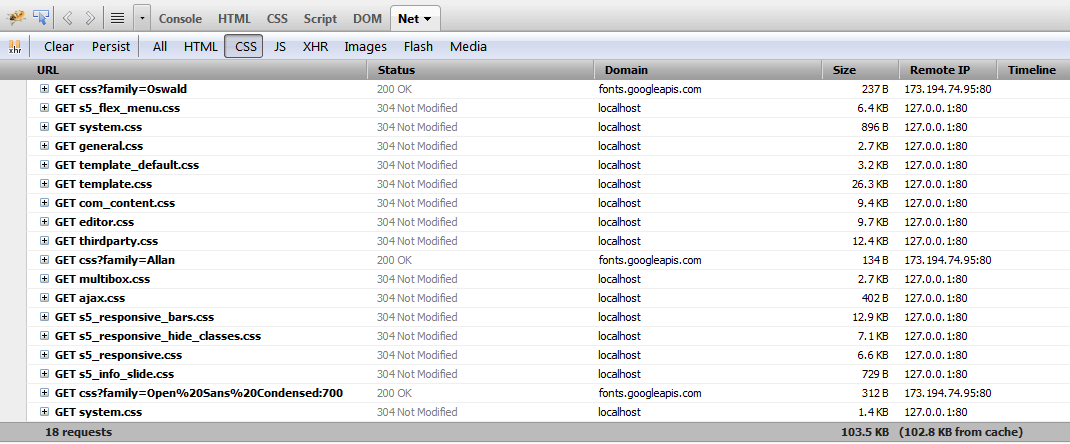 Console HTML CSS Script DOM Net
xhr Clear Persist All HTML CSS JS XHR Images Flash Media
URL Status Domain Size Remote IP Timeline
GET css?family=Oswald 200 OK fonts.googleapis.com 237 B 173.194.74.95:80
GET s5_flex_menu.css 304 Not Modified localhost 6.4 KB 127.0.0.1:80
GET system.css 304 Not Modified localhost 896 B 127.0.0.1:80
GET general.css 304 Not Modified localhost 2.7 KB 127.0.0.1:80
GET template_default.css 304 Not Modified localhost 3.2 KB 127.0.0.1:80
GET template.css 304 Not Modified localhost 26.3 KB 127.0.0.1:80
GET com_content.css 304 Not Modified localhost 9.4 KB 127.0.0.1:80
GET editor.css 304 Not Modified localhost 9.7 KB 127.0.0.1:80
GET thirdparty.css 304 Not Modified localhost 12.4 KB 127.0.0.1:80
GET css?family=Allan 200 OK fonts.googleapis.com 134 B 173.194.74.95:80
GET multibox.css 304 Not Modified localhost 2.7 KB 127.0.0.1:80
GET ajax.css 304 Not Modified localhost 402 B 127.0.0.1:80
GET s5_responsive_bars.css 304 Not Modified localhost 12.9 KB 127.0.0.1:80
GET s5_responsive_hide_classes.css 304 Not Modified localhost 7.1 KB 127.0.0.1:80
GET s5_responsive.css 304 Not Modified localhost 6.6 KB 127.0.0.1:80
GET s5_info_slide.css 304 Not Modified localhost 729 B 127.0.0.1:80
GET css?family=Open%20Sans%20Condensed:700 200 OK fonts.googleapis.com 312 B 173.194.74.95:80
GET system.css 304 Not Modified localhost 1.4 KB 127.0.0.1:80
18 requests 103.5 KB (102.8 KB from cache)